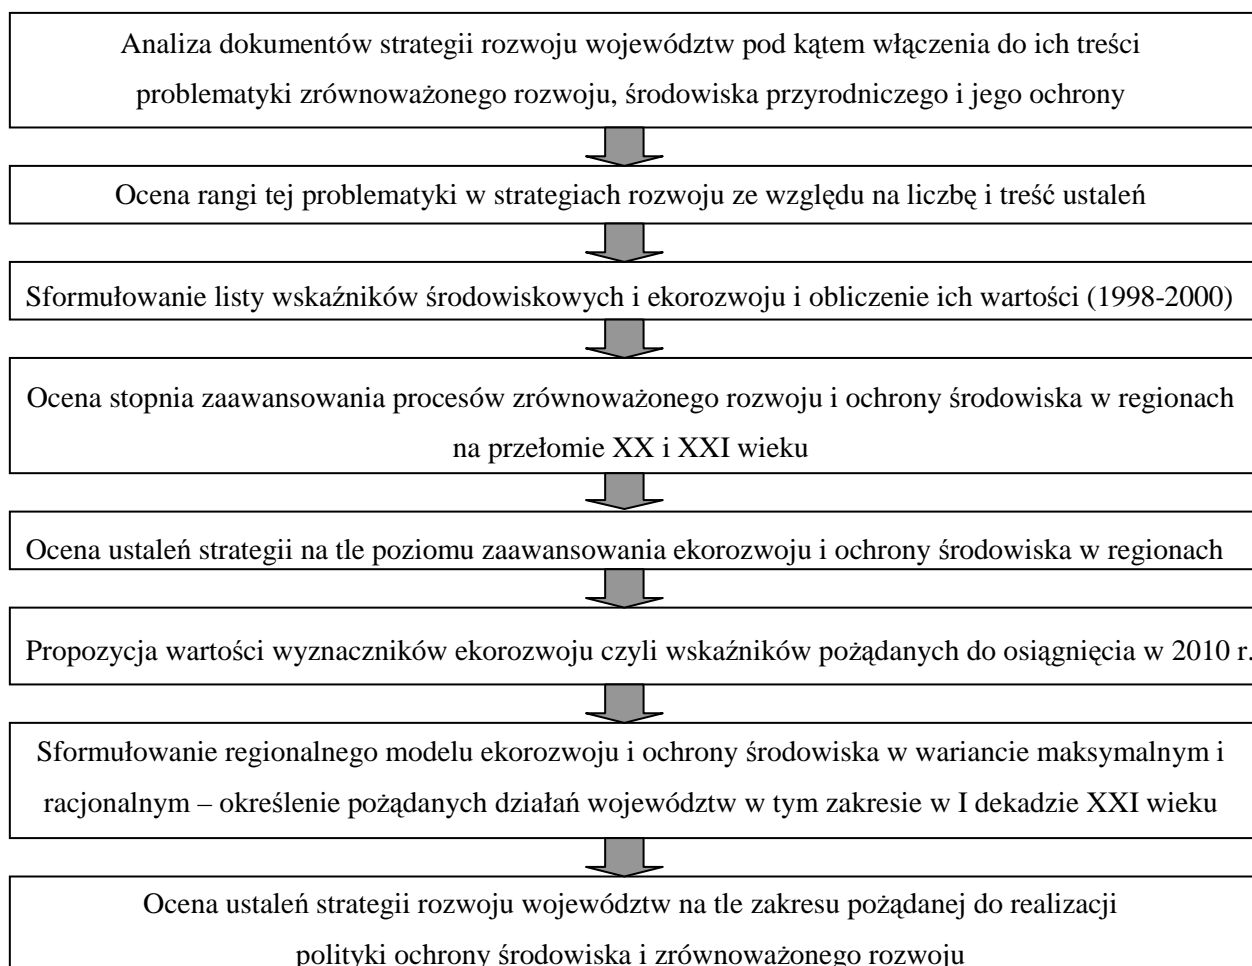 Analiza dokumentów strategii rozwoju województw pod kątem włączenia do ich treści
problematyki zrównoważonego rozwoju, środowiska przyrodniczego i jego ochrony
Ocena rangi tej problematyki w strategiach rozwoju ze względu na liczbę i treść ustaleń
Sformułowanie listy wskaźników środowiskowych i ekorozwoju i obliczenie ich wartości (1998-2000)
Ocena stopnia zaawansowania procesów zrównoważonego rozwoju i ochrony środowiska w regionach
na przełomie XX i XXI wieku
Ocena ustaleń strategii na tle poziomu zaawansowania ekorozwoju i ochrony środowiska w regionach
Propozycja wartości wyznaczników ekorozwoju czyli wskaźników pożądanych do osiągnięcia w 2010 r.
Sformułowanie regionalnego modelu ekorozwoju i ochrony środowiska w wariancie maksymalnym i
racjonalnym – określenie pożądanych działań województw w tym zakresie w I dekadzie XXI wieku
Ocena ustaleń strategii rozwoju województw na tle zakresu pożądanej do realizacji
polityki ochrony środowiska i zrównoważonego rozwoju